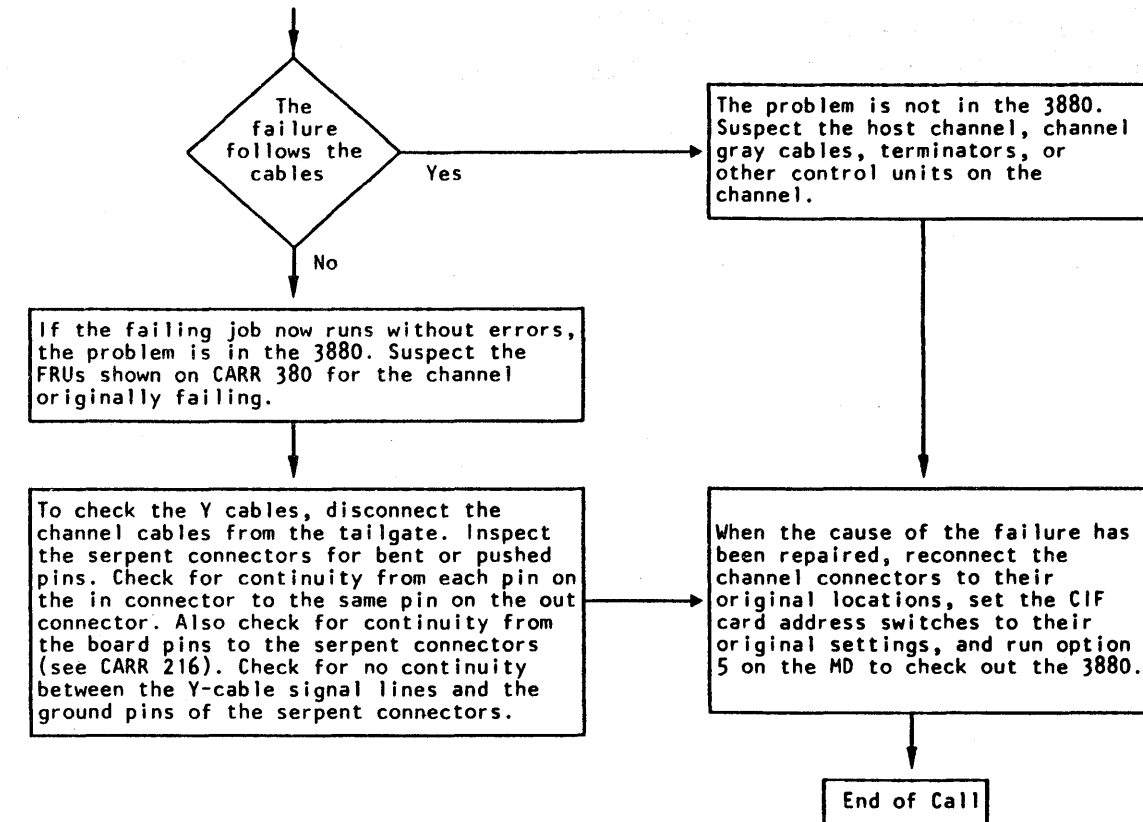 The
failure
follows the
cables
Yes
No
The problem is not in the 3880.
Suspect the host channel, channel
gray cables, terminators, or
other control units on the
channel.
If the failing job now runs without errors,
the problem is in the 3880. Suspect the
FRUs shown on CARR 380 for the channel
originally failing.
To check the Y cables, disconnect the
channel cables from the tailgate. Inspect
the serpent connectors for bent or pushed
pins. Check for continuity from each pin on
the in connector to the same pin on the out
connector. Also check for continuity from
the board pins to the serpent connectors
(see CARR 216). Check for no continuity
between the Y-cable signal lines and the
ground pins of the serpent connectors.
When the cause of the failure has
been repaired, reconnect the
channel connectors to their
original locations, set the CIF
card address switches to their
original settings, and run option
5 on the MD to check out the 3880.
End of Call